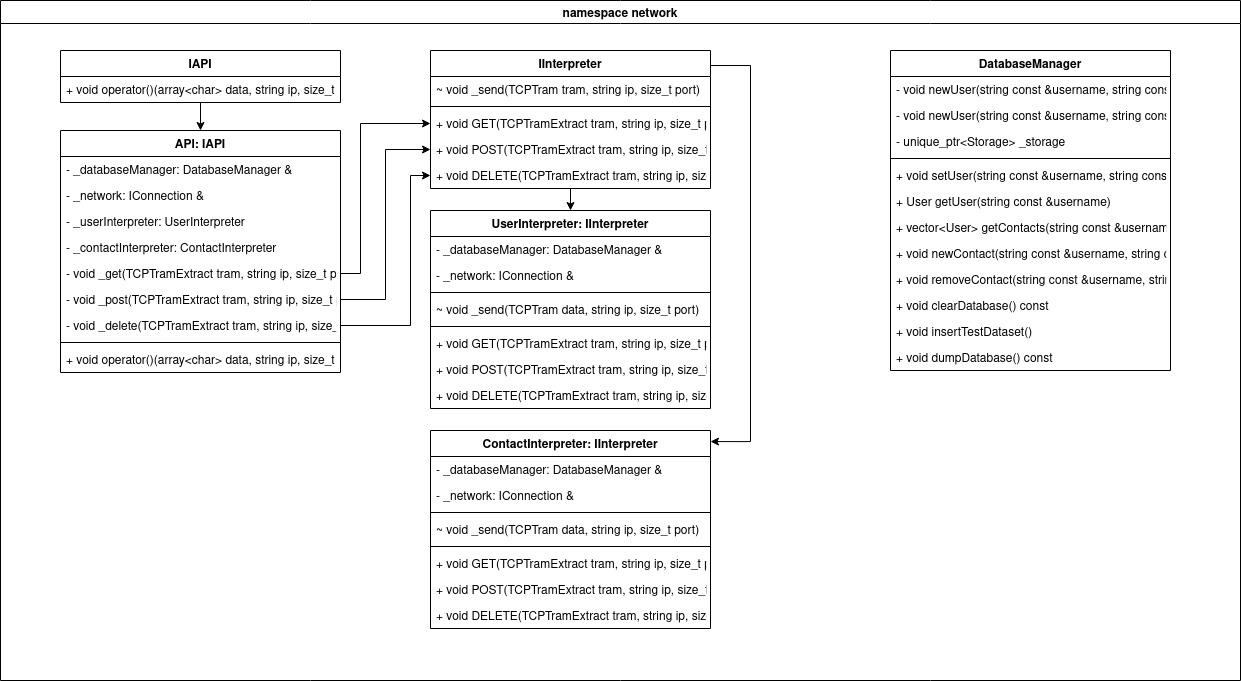 namespace network
IAPI
+ void operator()(array<char> data, string ip, size_t
API: IAPI
- _databaseManager: DatabaseManager &
- _network: IConnection &
- _userInterpreter: UserInterpreter
- _contactInterpreter: ContactInterpreter
- void _get(TCPTramExtract tram, string ip, size_t p
- void _post(TCPTramExtract tram, string ip, size_t
- void _delete(TCPTramExtract tram, string ip, size_
+ void operator()(array<char> data, string ip, size_t
IInterpreter
~ void _send(TCPTram tram, string ip, size_t port)
+ void GET(TCPTramExtract tram, string ip, size_t
+ void POST(TCPTramExtract tram, string ip, size_
+ void DELETE(TCPTramExtract tram, string ip, siz
UserInterpreter: IInterpreter
- _databaseManager: DatabaseManager &
- _network: IConnection &
~ void _send(TCPTram data, string ip, size_t port)
+ void GET(TCPTramExtract tram, string ip, size_t
+ void POST(TCPTramExtract tram, string ip, size_
+ void DELETE(TCPTramExtract tram, string ip, siz
ContactInterpreter: IInterpreter
- _databaseManager: DatabaseManager &
- _network: IConnection &
~ void _send(TCPTram data, string ip, size_t port)
+ void GET(TCPTramExtract tram, string ip, size_t
+ void POST(TCPTramExtract tram, string ip, size_
+ void DELETE(TCPTramExtract tram, string ip, siz
DatabaseManager
- void newUser(string const &username, string cons
- void newUser(string const &username, string cons
- unique_ptr<Storage> _storage
+ void setUser(string const &username, string cons
+ User getUser(string const &username)
+ vector<User> getContacts(string const &usernam
+ void newContact(string const &username, string
+ void removeContact(string const &username, stri
+ void clearDatabase() const
+ void insertTestDataset()
+ void dumpDatabase() const